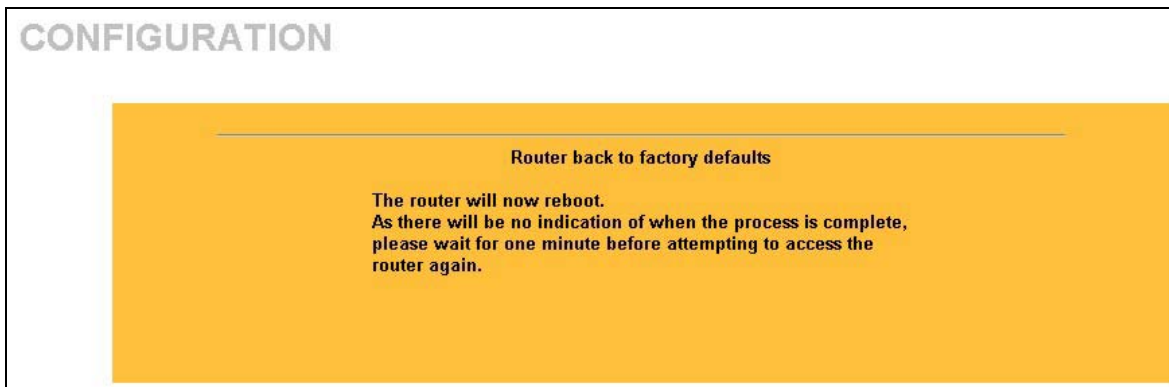 CONFIGURATION
Router back to factory defaults
The router will now reboot.
As there will be no indication of when the process is complete,
please wait for one minute before attempting to access the
router again.